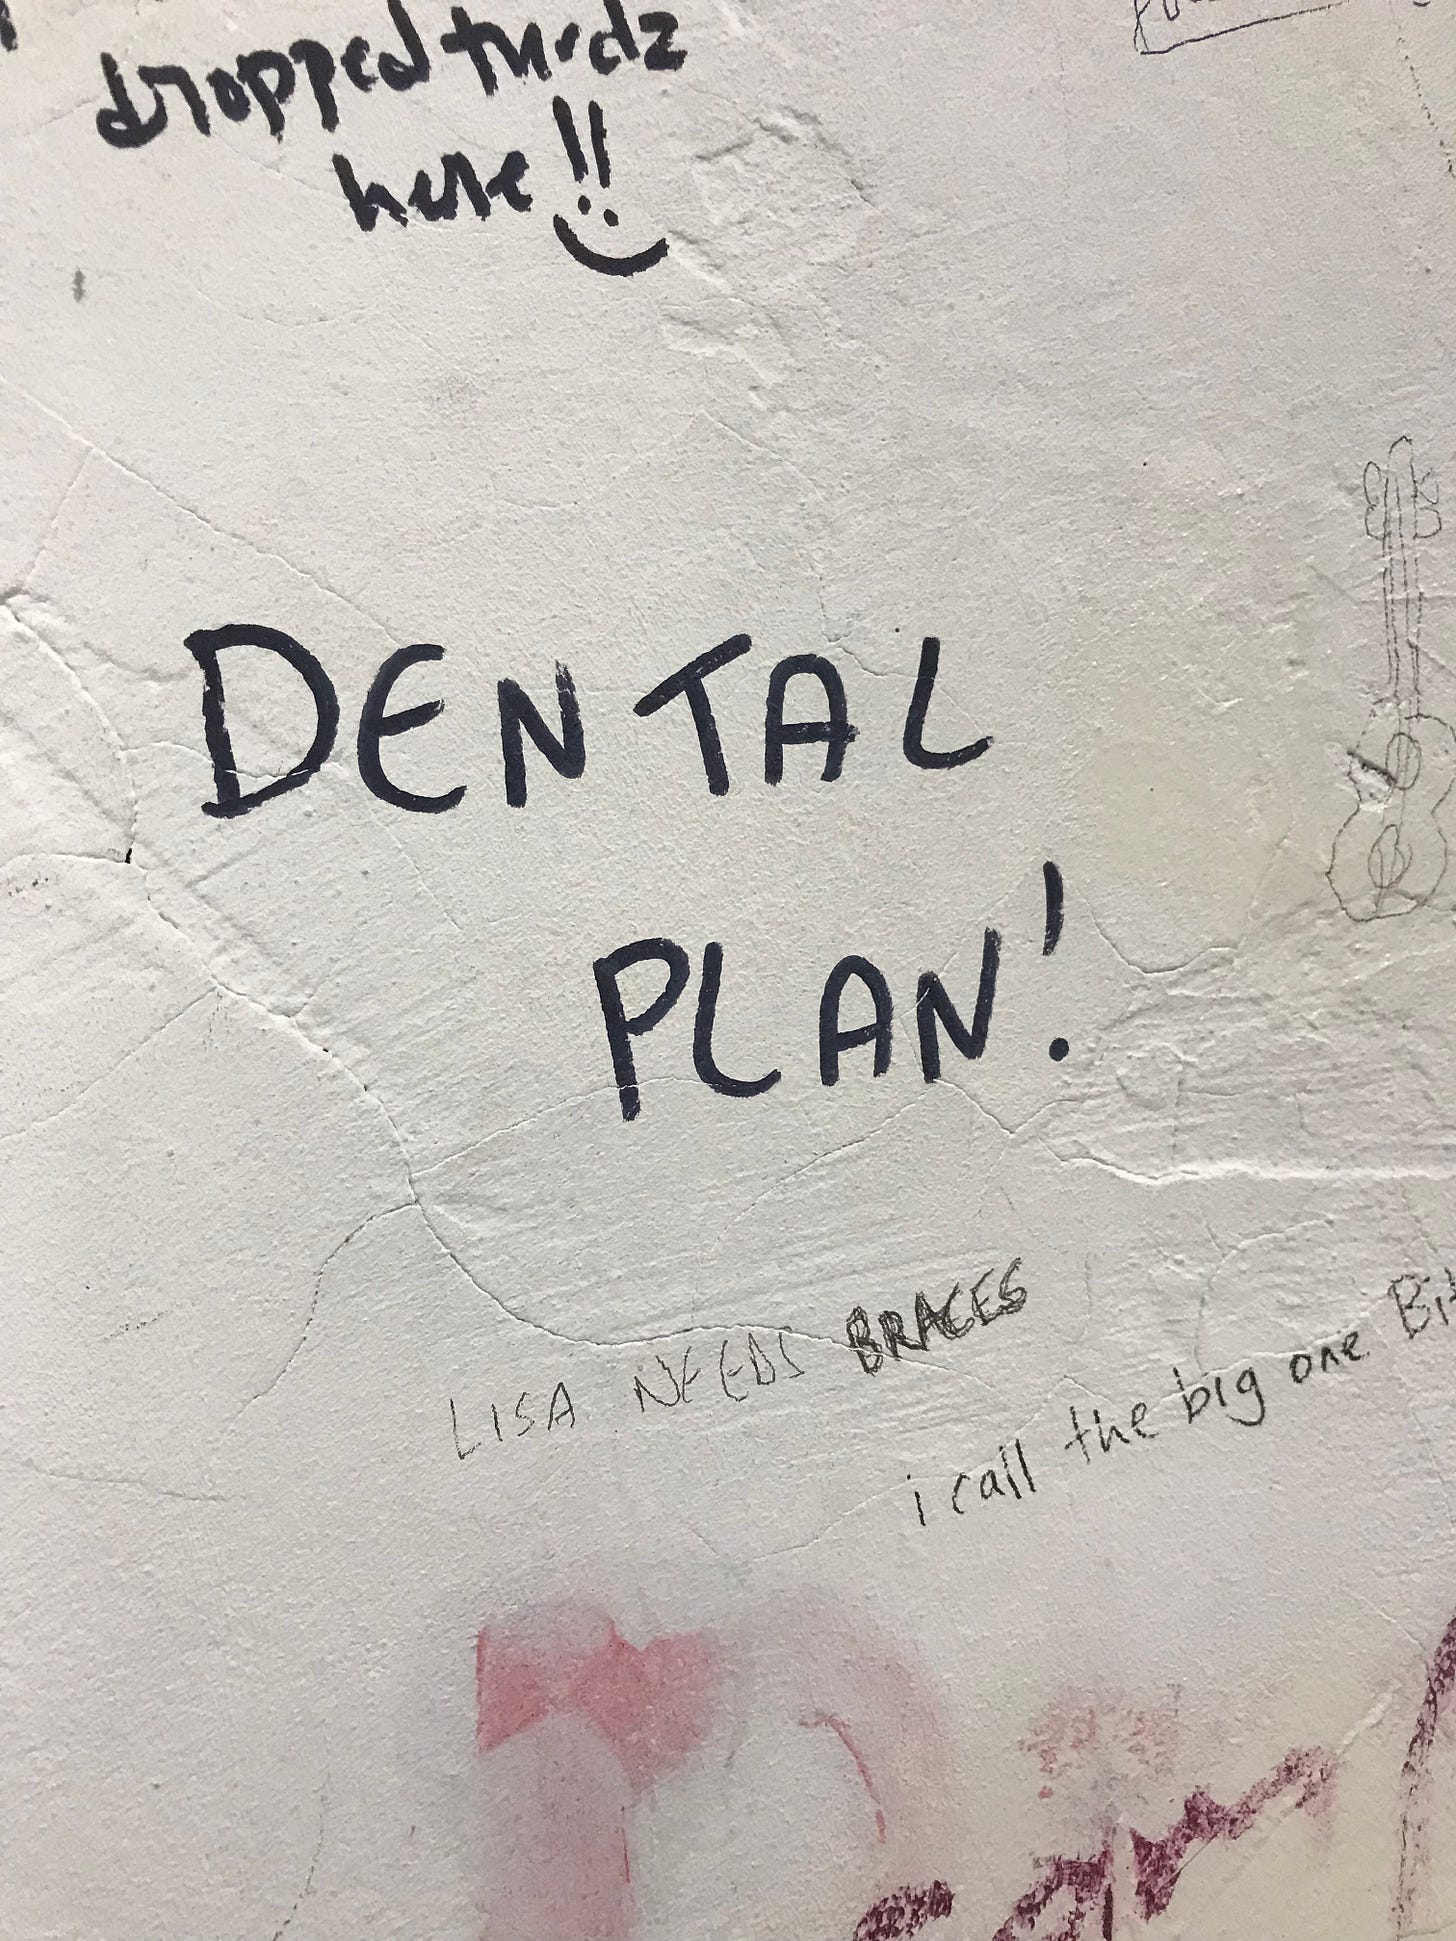 dropped turdz
here!!
DENTAL
PLAN!
LISA NEEDS BRACES
i call the big one